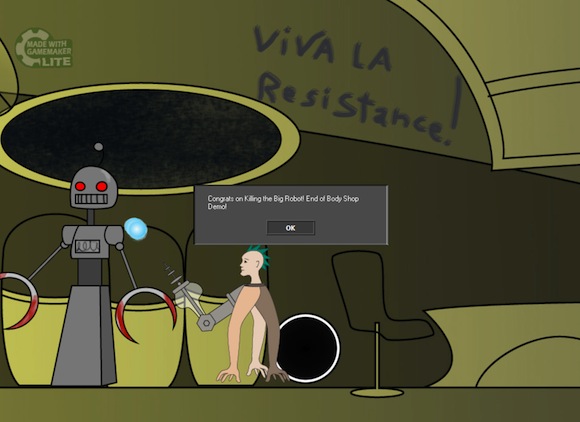 MADE WITH
GAMEMAKER
LITE
ViVA LA
ResiStance!
Congrats on Killing the Big Robot! End of Body Shop
Demo!
OK